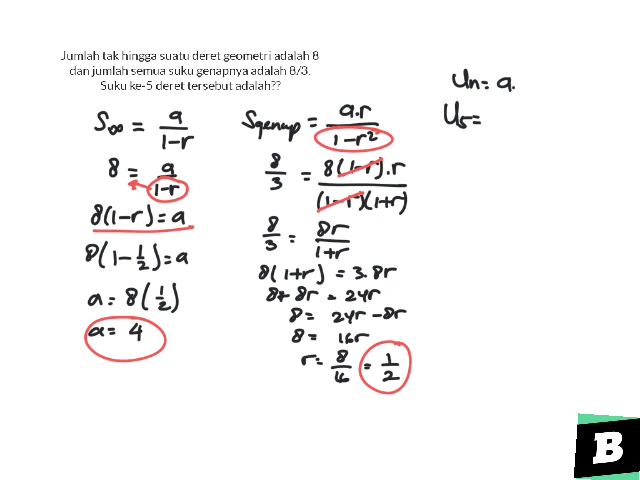 Jumlah tak hingga suatu deret geometri adalah 8
dan jumlah semua suku genapnya adalah 8/3.
Suku ke-5 deret tersebut adalah??
S∞ = a/(1-r)
8 = a/(1-r)
8(1-r) = a
8(1-1/2) = a
a = 8(1/2)
a = 4
Sgenap = a.r/(1-r²)
8/3 = 8(1-r).r/((1-r)(1+r))
8/3 = 8r/(1+r)
8(1+r) = 3.8r
8+8r = 24r
8 = 24r-8r
8 = 16r
r = 8/16 = 1/2
Un = a.
U5 =
B